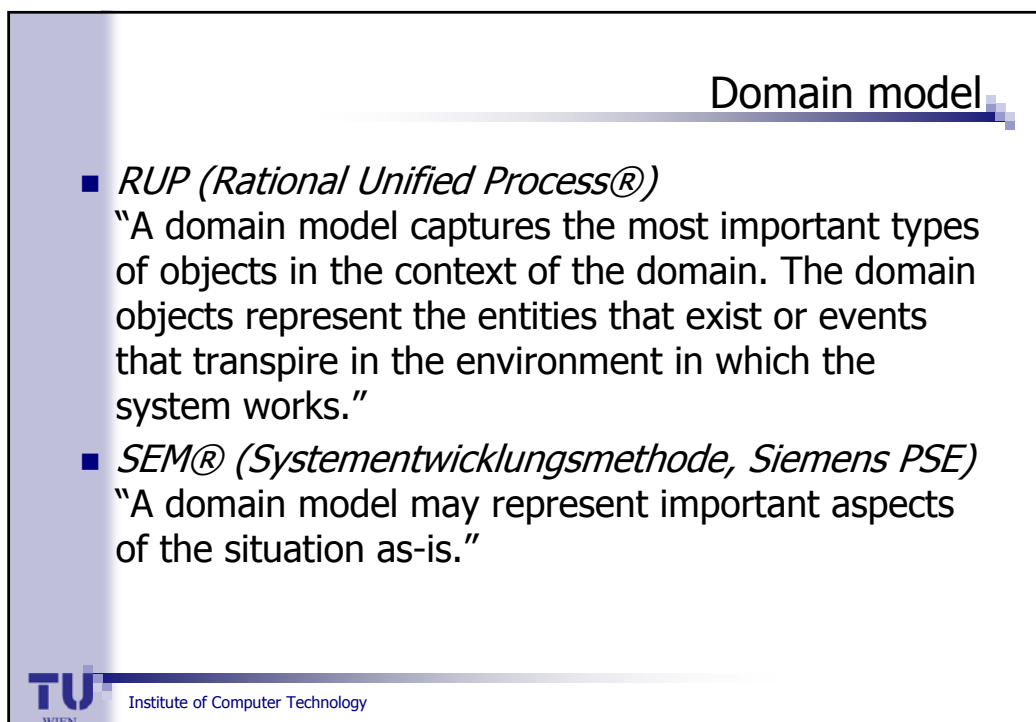 Domain model
RUP (Rational Unified Process®)
“A domain model captures the most important types
of objects in the context of the domain. The domain
objects represent the entities that exist or events
that transpire in the environment in which the
system works.”
SEM® (Systementwicklungsmethode, Siemens PSE)
“A domain model may represent important aspects
of the situation as-is.”
TU
WIEN
Institute of Computer Technology